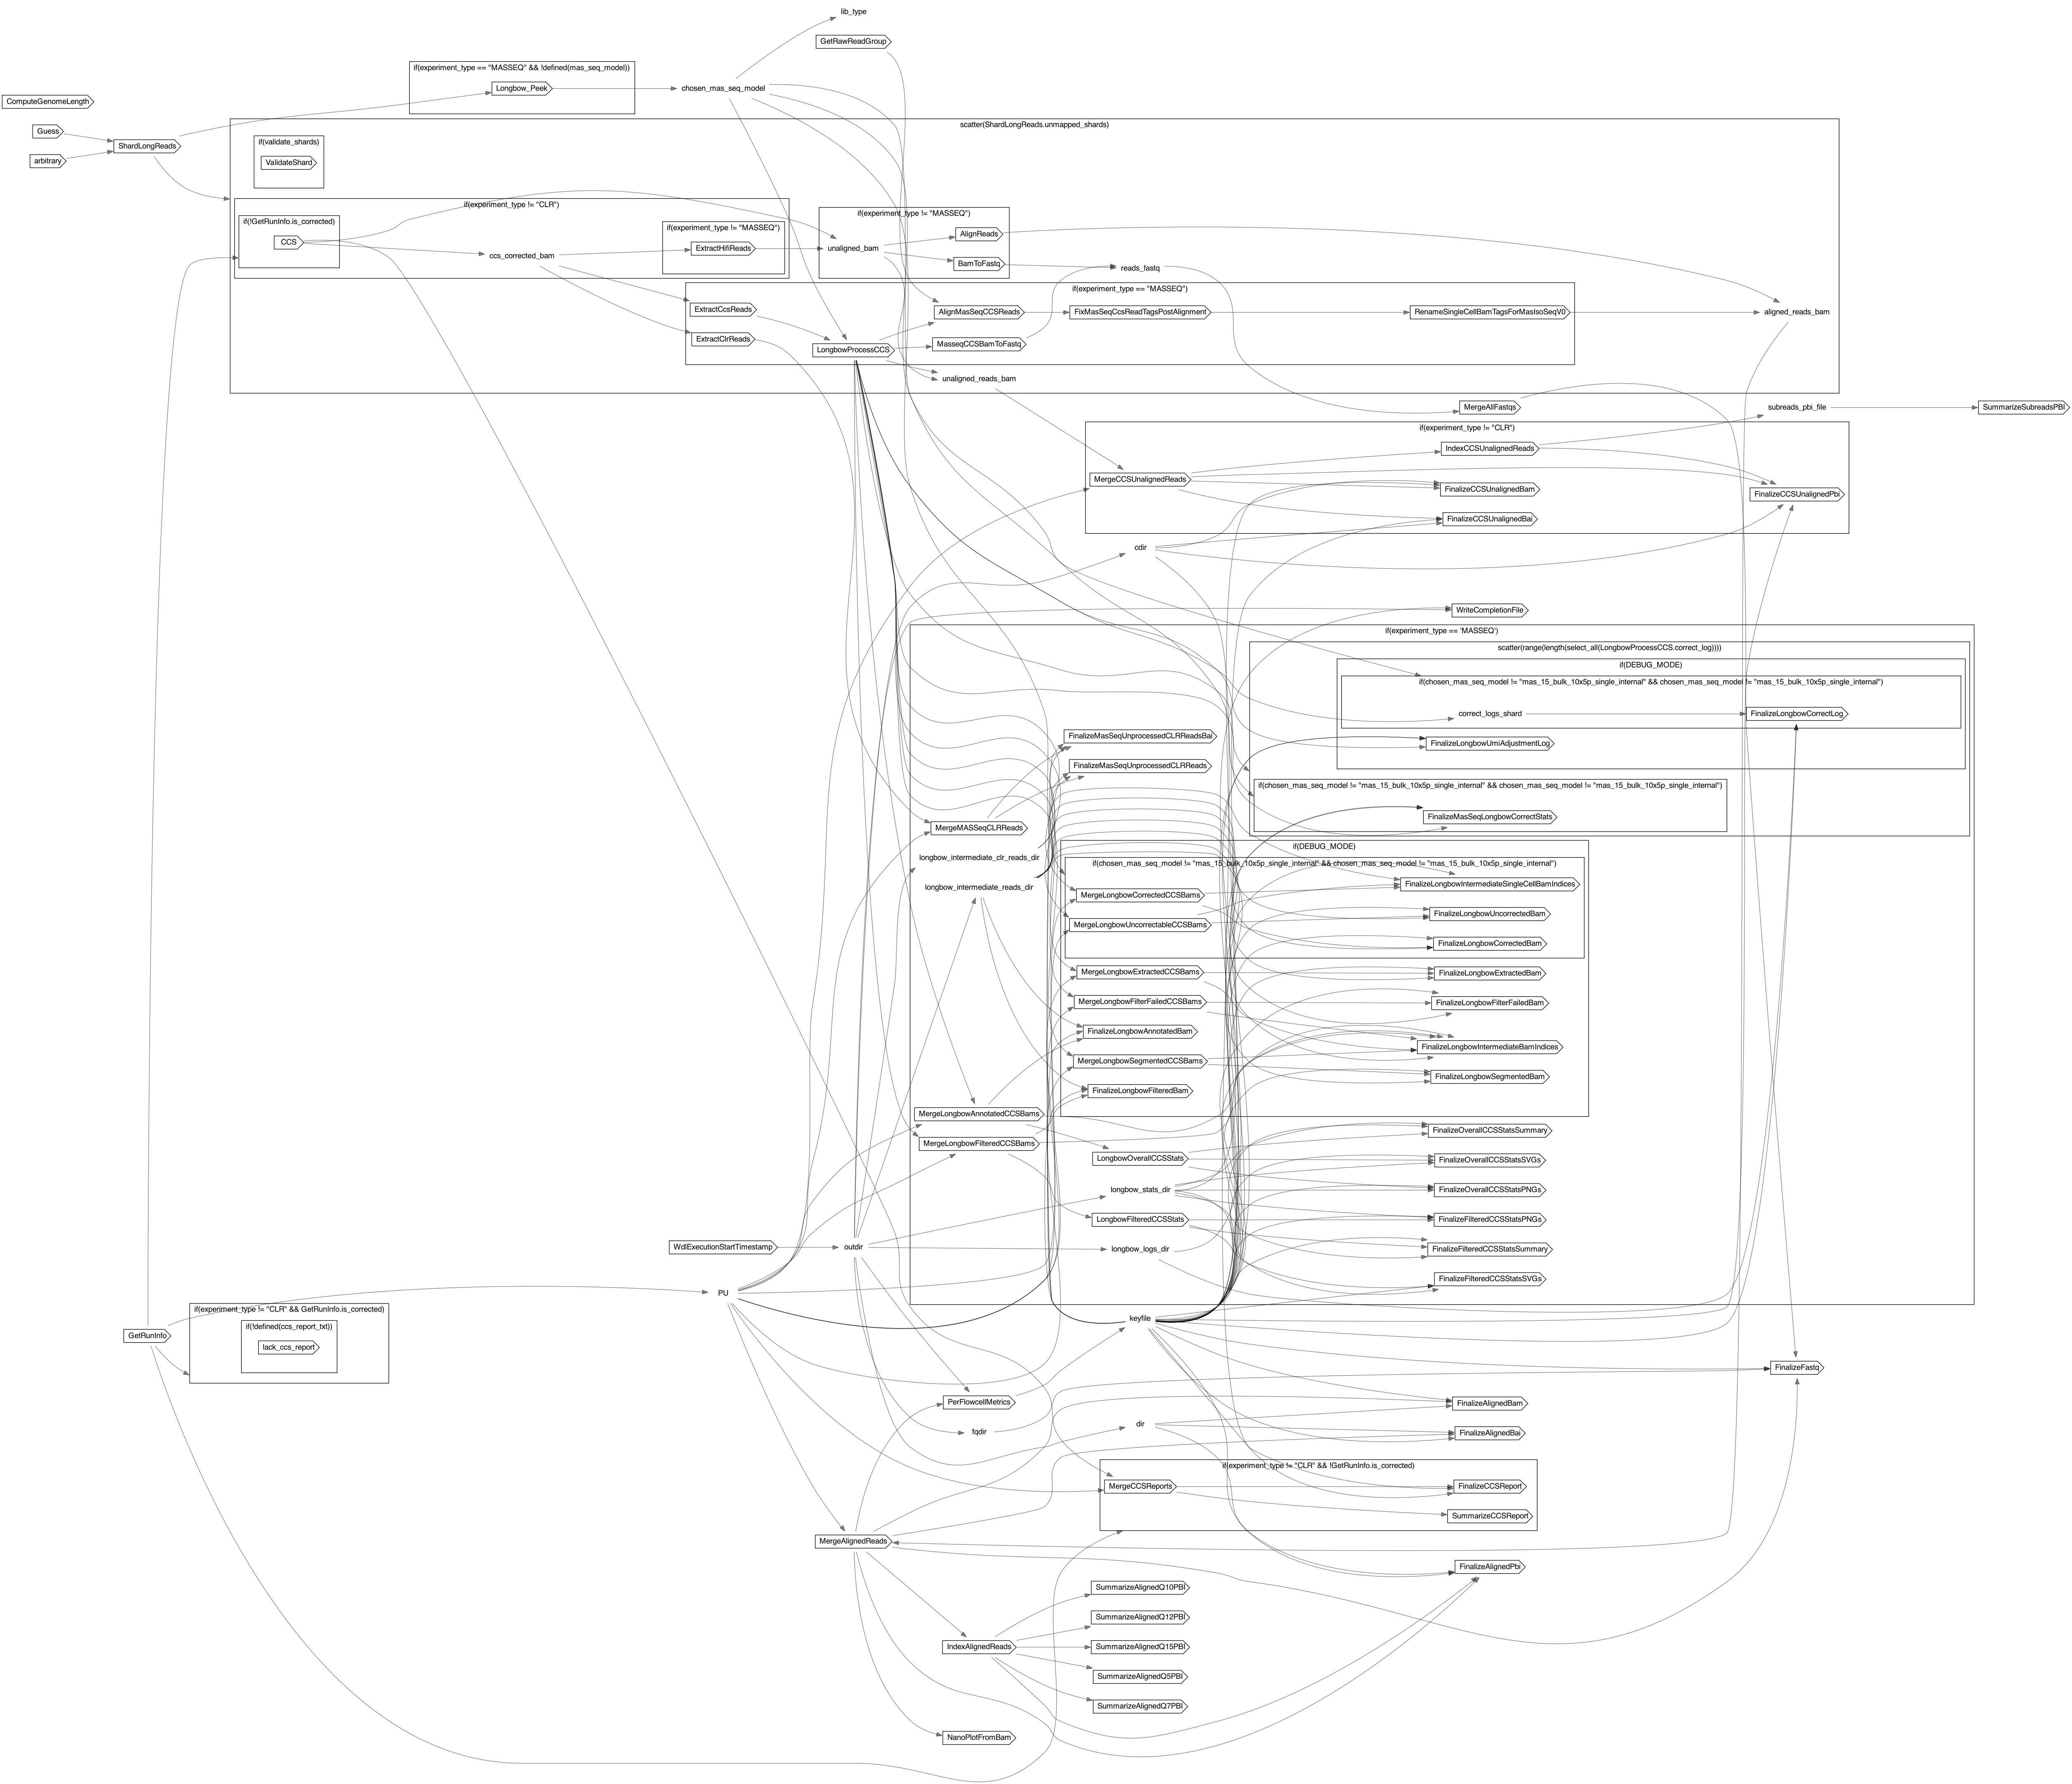 lib_type
GetRawReadGroup
if(experiment_type == "MASSEQ" && !defined(mas_seq_model))
Longbow_Peek
chosen_mas_seq_model
ComputeGenomeLength
Guess
arbitrary
ShardLongReads
scatter(ShardLongReads.unmapped_shards)
if(validate_shards)
ValidateShard
if(experiment_type != "CLR")
if(!GetRunInfo.is_corrected)
CCS
ccs_corrected_bam
if(experiment_type != "MASSEQ")
ExtractHifiReads
if(experiment_type != "MASSEQ")
unaligned_bam
AlignReads
BamToFastq
reads_fastq
if(experiment_type == "MASSEQ")
ExtractCcsReads
ExtractClrReads
LongbowProcessCCS
AlignMasSeqCCSReads
MasseqCCSBamToFastq
FixMasSeqCcsReadTagsPostAlignment
RenameSingleCellBamTagsForMasIsoSeqV0
aligned_reads_bam
unaligned_reads_bam
MergeAllFastqs
subreads_pbi_file
SummarizeSubreadsPBI
if(experiment_type != "CLR")
IndexCCSUnalignedReads
MergeCCSUnalignedReads
FinalizeCCSUnalignedBam
FinalizeCCSUnalignedPbi
FinalizeCCSUnalignedBai
cdir
WriteCompletionFile
if(experiment_type == 'MASSEQ')
scatter(range(length(select_all(LongbowProcessCCS.correct_log))))
if(DEBUG_MODE)
if(chosen_mas_seq_model != "mas_15_bulk_10x5p_single_internal" && chosen_mas_seq_model != "mas_15_bulk_10x5p_single_internal")
correct_logs_shard
FinalizeLongbowCorrectLog
FinalizeMasSeqUnprocessedCLRReadsBai
FinalizeLongbowUmiAdjustmentLog
FinalizeMasSeqUnprocessedCLRReads
if(chosen_mas_seq_model != "mas_15_bulk_10x5p_single_internal" && chosen_mas_seq_model != "mas_15_bulk_10x5p_single_internal")
FinalizeMasSeqLongbowCorrectStats
MergeMASSeqCLRReads
if(DEBUG_MODE)
longbow_intermediate_clr_reads_dir
if(chosen_mas_seq_model != "mas_15_bulk_10x5p_single_internal" && chosen_mas_seq_model != "mas_15_bulk_10x5p_single_internal")
longbow_intermediate_reads_dir
FinalizeLongbowIntermediateSingleCellBamIndices
MergeLongbowCorrectedCCSBams
FinalizeLongbowUncorrectedBam
MergeLongbowUncorrectableCCSBams
FinalizeLongbowCorrectedBam
MergeLongbowExtractedCCSBams
FinalizeLongbowExtractedBam
MergeLongbowFilterFailedCCSBams
FinalizeLongbowFilterFailedBam
FinalizeLongbowAnnotatedBam
FinalizeLongbowIntermediateBamIndices
MergeLongbowSegmentedCCSBams
FinalizeLongbowSegmentedBam
FinalizeLongbowFilteredBam
MergeLongbowAnnotatedCCSBams
FinalizeOverallCCSStatsSummary
MergeLongbowFilteredCCSBams
LongbowOverallCCSStats
FinalizeOverallCCSStatsSVGs
longbow_stats_dir
FinalizeOverallCCSStatsPNGs
LongbowFilteredCCSStats
FinalizeFilteredCCSStatsPNGs
WdlExecutionStartTimestamp
outdir
longbow_logs_dir
FinalizeFilteredCCSStatsSummary
FinalizeFilteredCCSStatsSVGs
PU
if(experiment_type != "CLR" && GetRunInfo.is_corrected)
keyfile
if(!defined(ccs_report_txt))
GetRunInfo
lack_ccs_report
FinalizeFastq
PerFlowcellMetrics
FinalizeAlignedBam
dir
fqdir
FinalizeAlignedBai
if(experiment_type != "CLR" && !GetRunInfo.is_corrected)
MergeCCSReports
FinalizeCCSReport
SummarizeCCSReport
MergeAlignedReads
FinalizeAlignedPbi
SummarizeAlignedQ10PBI
SummarizeAlignedQ12PBI
IndexAlignedReads
SummarizeAlignedQ15PBI
SummarizeAlignedQ5PBI
SummarizeAlignedQ7PBI
NanoPlotFromBam